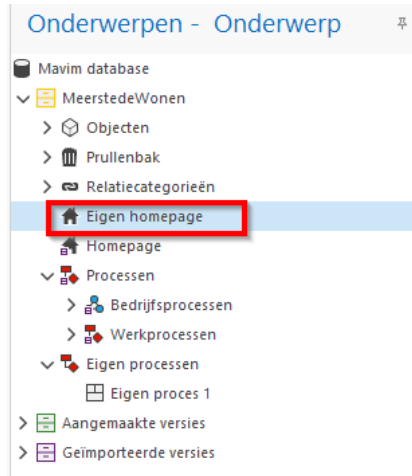 Onderwerpen - Onderwerp
Mavim database
MeerstedeWonen
Objecten
Prullenbak
Relatiecategorieën
Eigen homepage
Homepage
Processen
Bedrijfsprocessen
Werkprocessen
Eigen processen
Eigen proces 1
Aangemaakte versies
Geïmporteerde versies